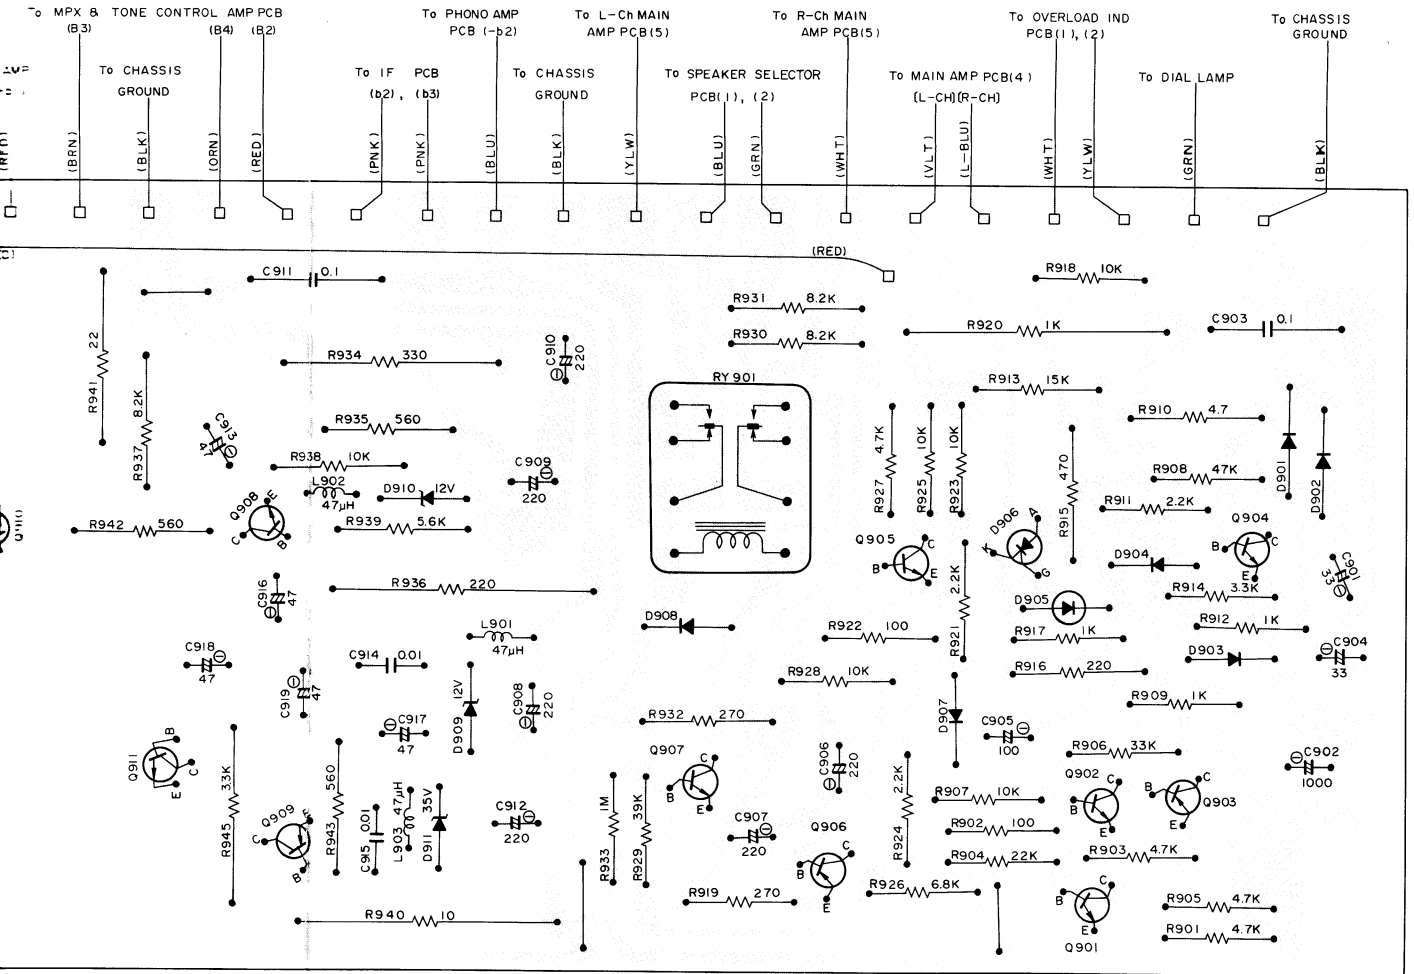 To MPX & TONE CONTROL AMP PCB
(B3) (B4) (B2)
To PHONO AMP
PCB (-b2)
To L-Ch MAIN
AMP PCB(5)
To R-Ch MAIN
AMP PCB(5)
To OVERLOAD IND
PCB(1), (2)
To CHASSIS
GROUND
To CHASSIS
GROUND
To IF PCB
(b2), (b3)
To CHASSIS
GROUND
To SPEAKER SELECTOR
PCB(1), (2)
To MAIN AMP PCB(4)
(L-CH)(R-CH)
To DIAL LAMP
(RED)
(BRN)
(BLK)
(ORN)
(RED)
(PNK)
(PNK)
(BLU)
(BLK)
(YLW)
(BLU)
(GRN)
(WHT)
(VLT)
(L-BLU)
(WHT)
(YLW)
(GRN)
(BLK)
(RED)
C911 0.1
R918 10K
R931 8.2K
R930 8.2K
R920 1K
C903 0.1
R941 22
R934 330
C910 220
RY901
R913 15K
R937 8.2K
C913 47
R935 560
R910 4.7
R938 10K
L902 47μH
D910 12V
C909 220
R927 4.7K
R925 10K
R923 10K
R915 470
R908 47K
D901
D902
R911 2.2K
Q910
R942 560
Q908 E C B
R939 5.6K
Q905 B C E
D906 A K G
D904
Q904 B C E
C901 33
R936 220
C916 47
R921 2.2K
D905
R914 3.3K
D908
L901 47μH
R922 100
R917 1K
R912 1K
C918 47
C914 0.01
R928 10K
R916 220
D903
C904 33
C919 47
D909 12V
C908 220
R932 270
D907
R909 1K
C917 47
C905 100
Q911 B C E
R945 3.3K
R943 560
Q907 B C E
C906 220
R906 33K
C902 1000
R924 2.2K
R907 10K
Q902 B C E
Q903 B C E
Q909 C E B
C915 0.01
L903 47μH
D911 35V
C912 220
R933 1M
R929 39K
C907 220
Q906 B C E
R902 100
R904 22K
R903 4.7K
R919 270
R926 6.8K
Q901 B C E
R905 4.7K
R940 10
R901 4.7K